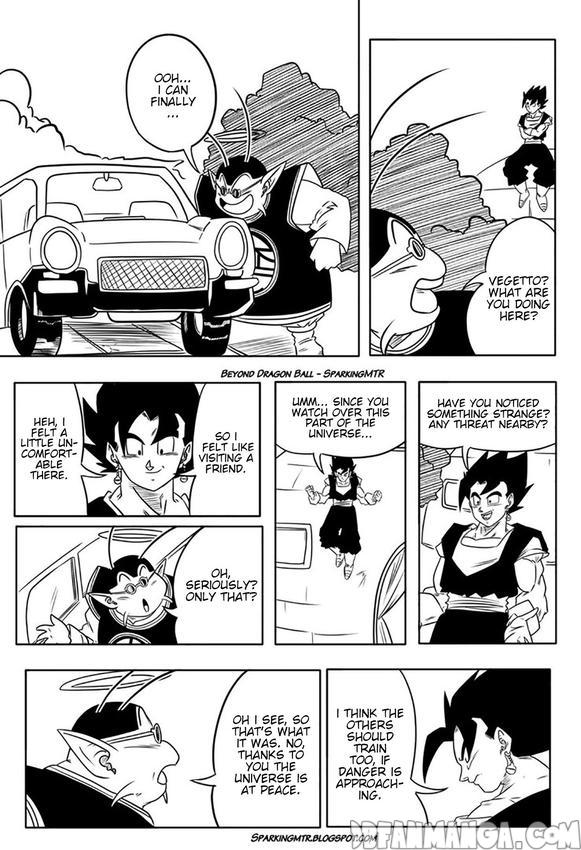 OOH...
I CAN
FINALLY
...
VEGETTO?
WHAT ARE
YOU DOING
HERE?
BEYOND DRAGON BALL - SPARKINGMTR
HEH, I
FELT A
LITTLE UN-
COMFORT-
ABLE
THERE.
SO I
FELT LIKE
VISITING A
FRIEND.
OH,
SERIOUSLY?
ONLY THAT?
UMM... SINCE YOU
WATCH OVER THIS
PART OF THE
UNIVERSE...
HAVE YOU NOTICED
SOMETHING STRANGE?
ANY THREAT NEARBY?
OH I SEE, SO
THAT'S WHAT
IT WAS. NO,
THANKS TO
YOU THE
UNIVERSE IS
AT PEACE.
I THINK
THE
OTHERS
SHOULD
TRAIN
TOO, IF
DANGER IS
APPROACH-
ING.
SPARKINGMTR.BLOGSPOT.COM
IPFANMANGA.COM